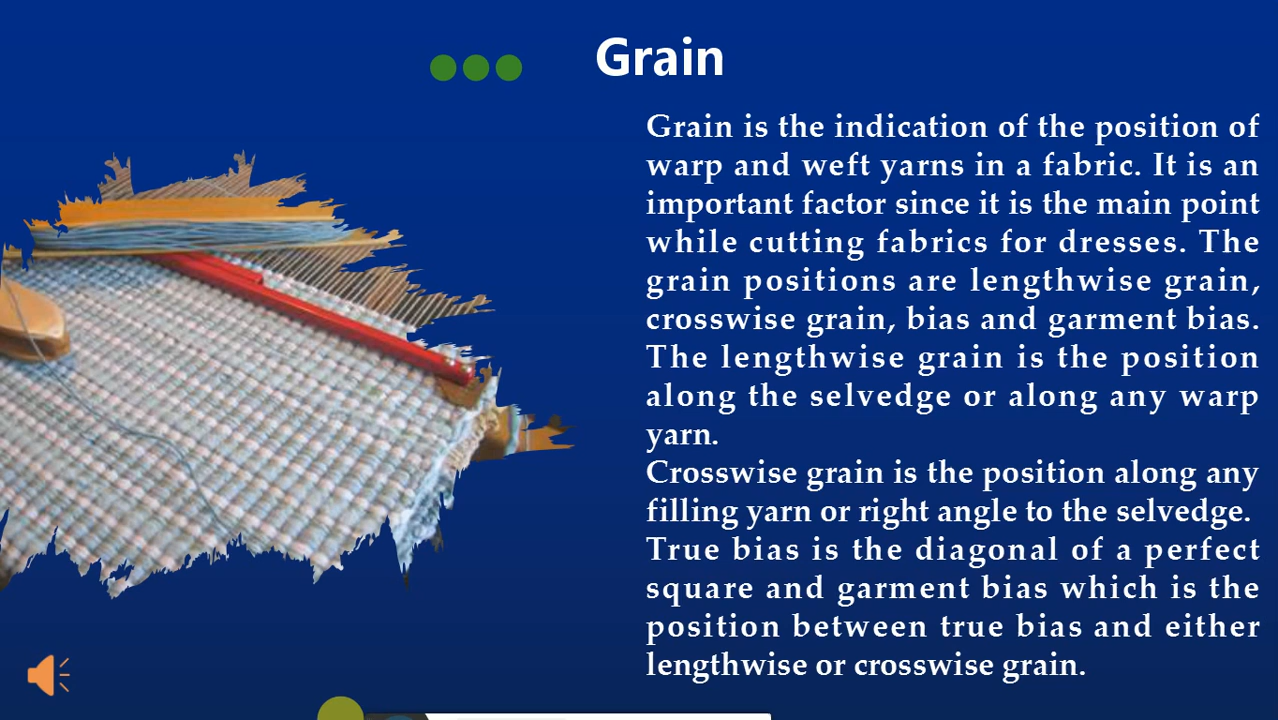 Grain
Grain is the indication of the position of
warp and weft yarns in a fabric. It is an
important factor since it is the main point
while cutting fabrics for dresses. The
grain positions are lengthwise grain,
crosswise grain, bias and garment bias.
The lengthwise grain is the position
along the selvedge or along any warp
yarn.
Crosswise grain is the position along any
filling yarn or right angle to the selvedge.
True bias is the diagonal of a perfect
square and garment bias which is the
position between true bias and either
lengthwise or crosswise grain.